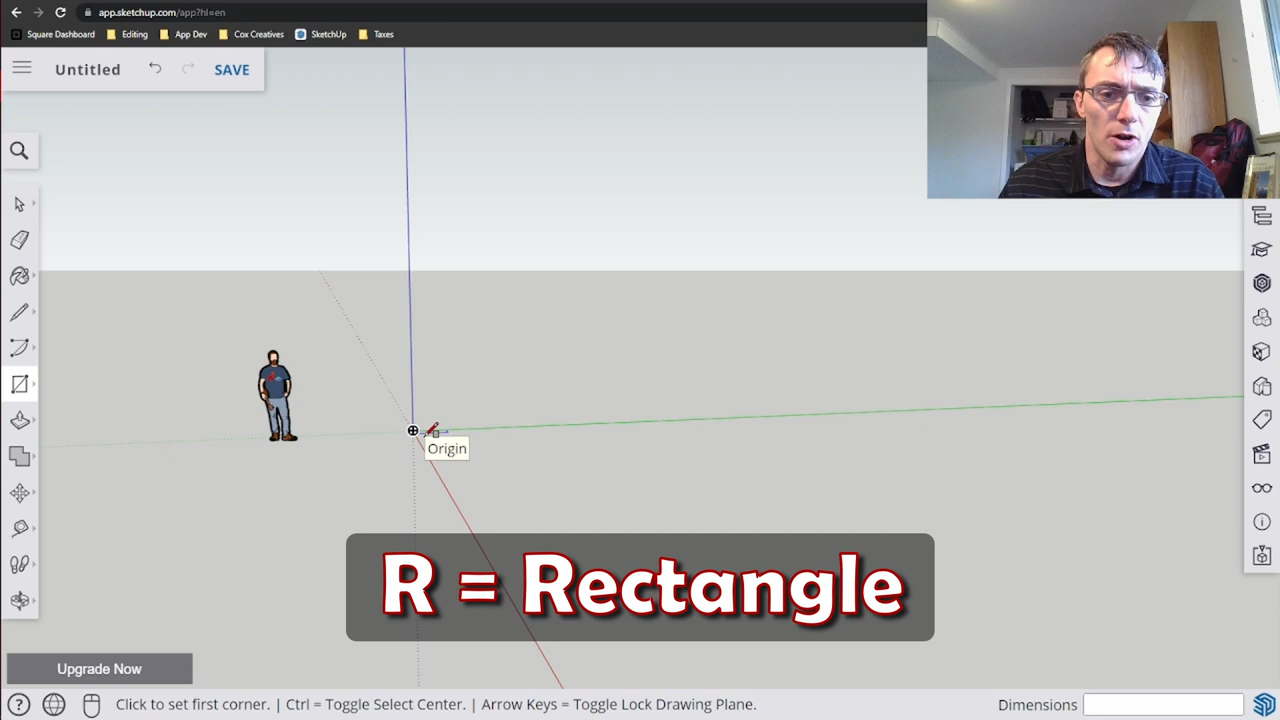 app.sketchup.com/app?hl=en
Square Dashboard Editing App Dev Cox Creatives SketchUp Taxes
Untitled SAVE
Origin
R = Rectangle
Upgrade Now
Click to set first corner. | Ctrl = Toggle Select Center. | Arrow Keys = Toggle Lock Drawing Plane. Dimensions